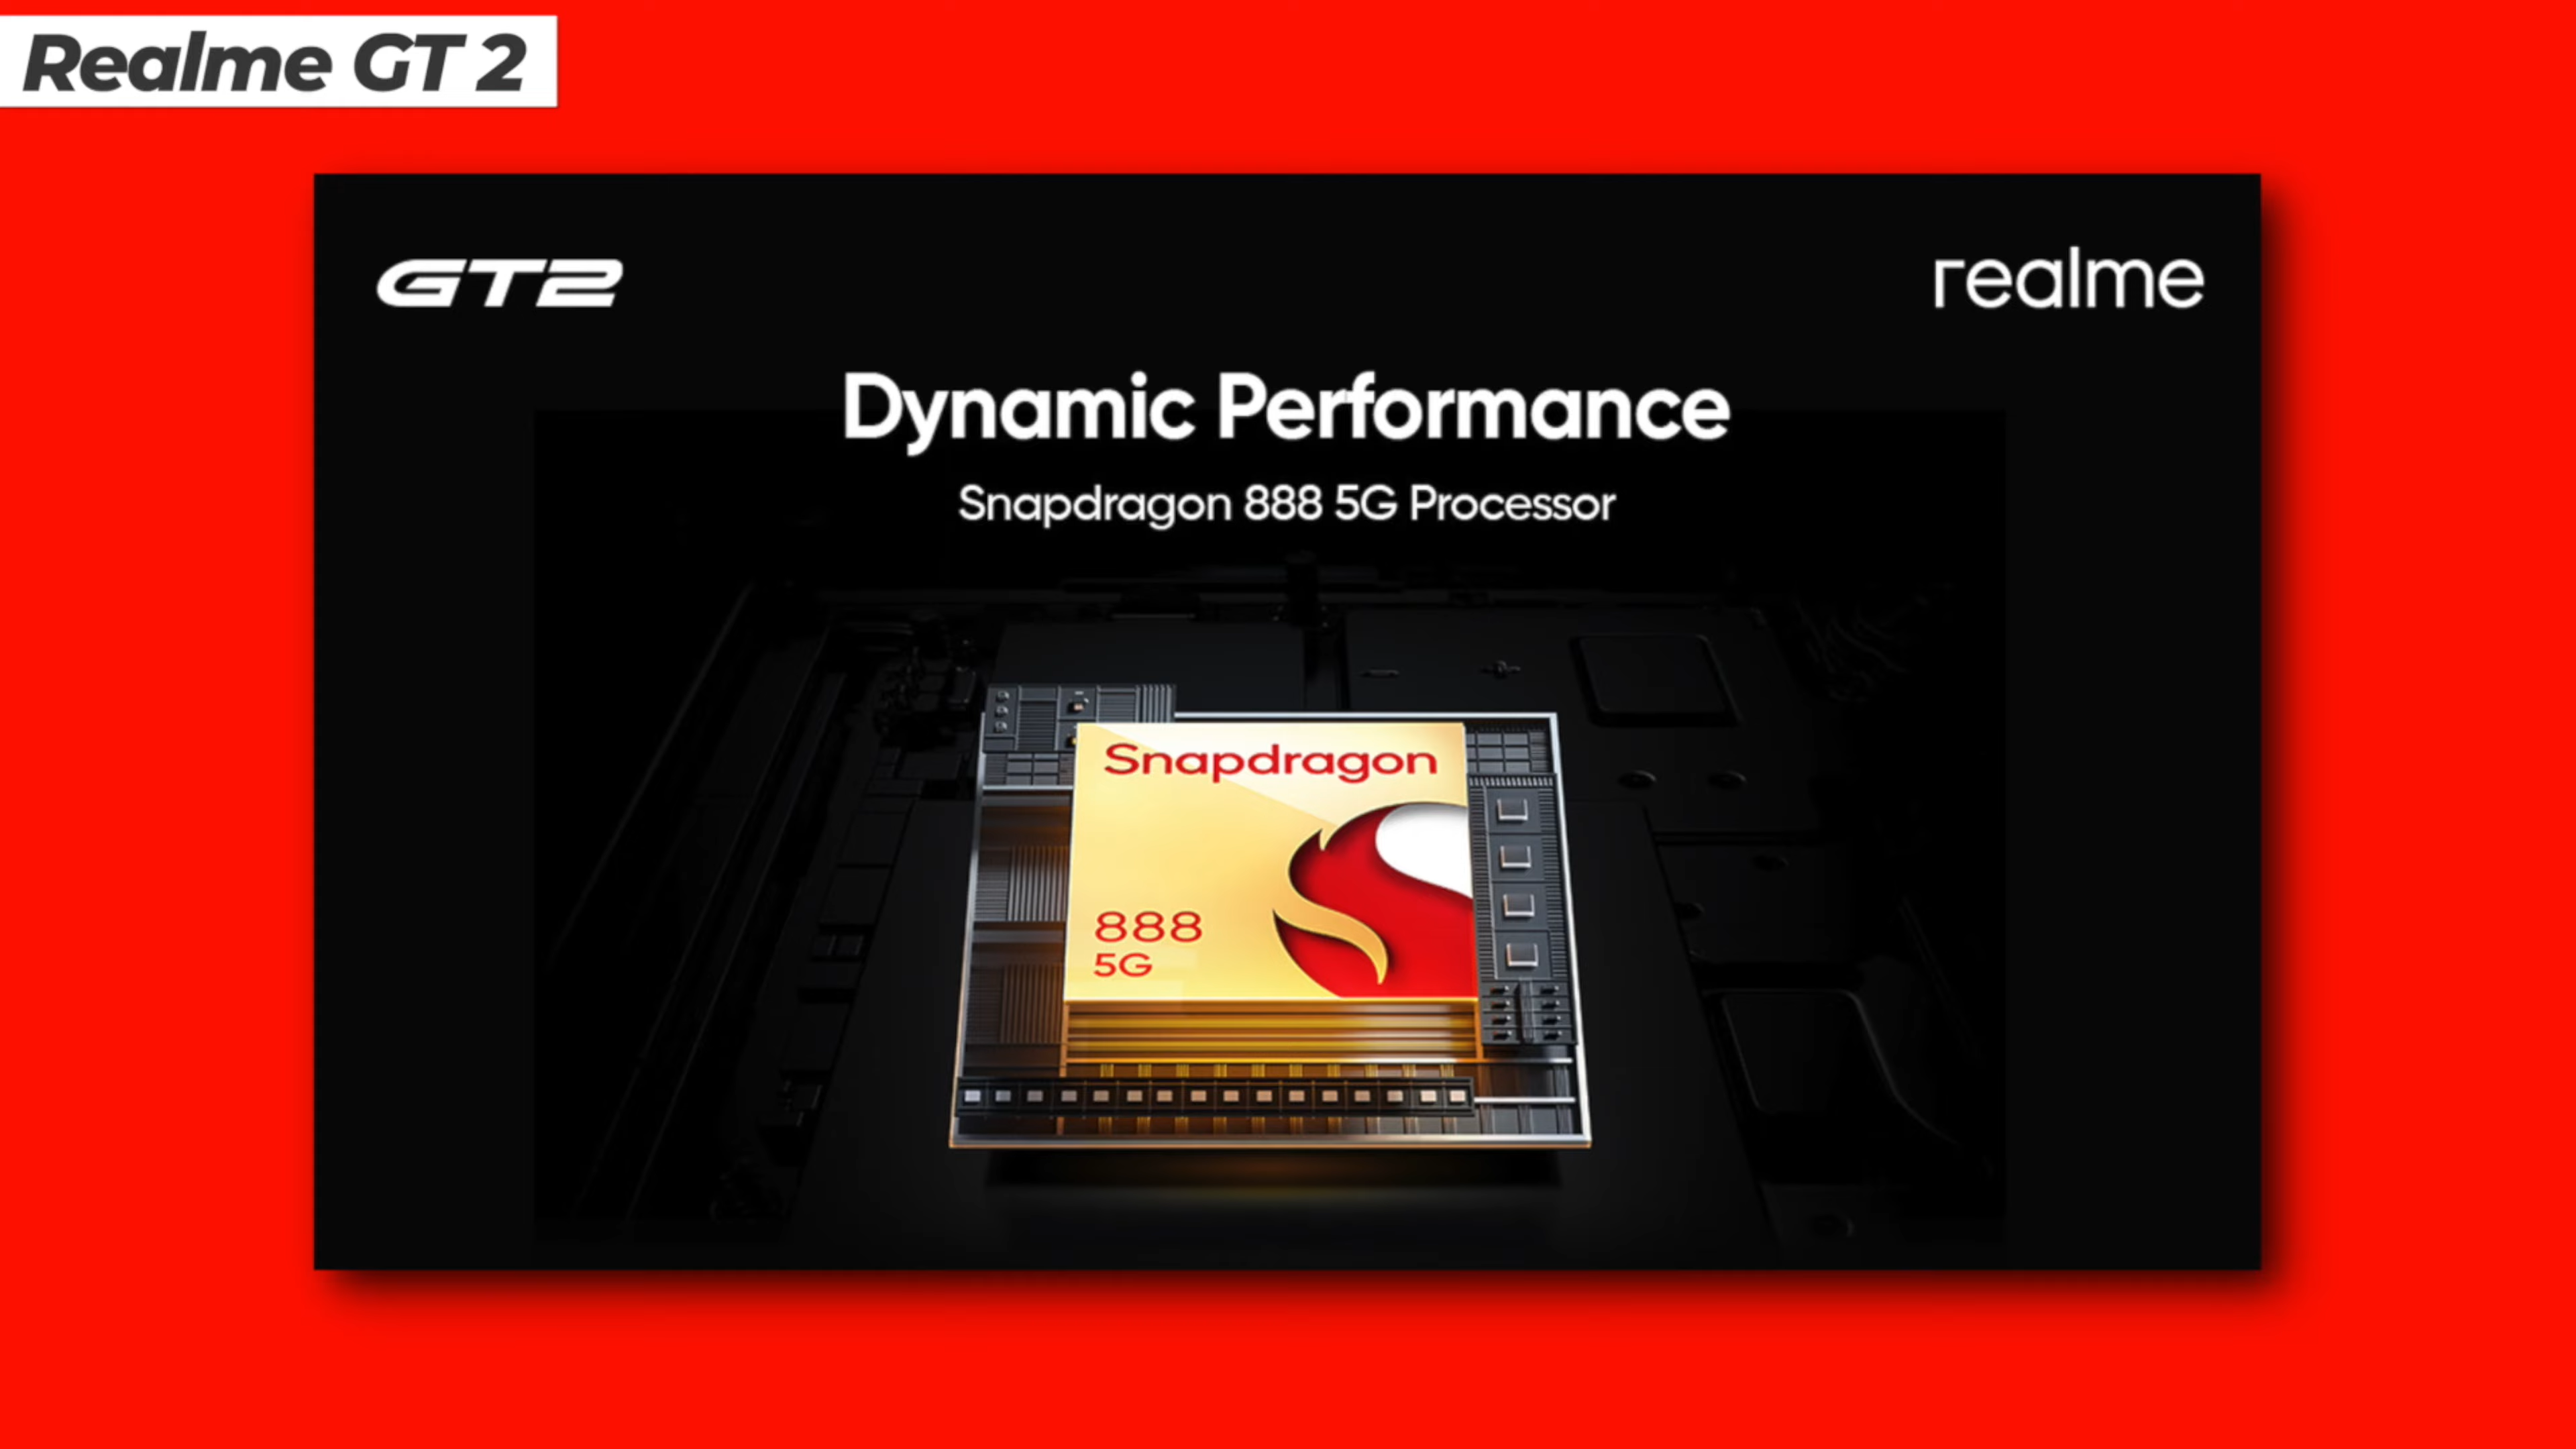 Realme GT 2
GT2
realme
Dynamic Performance
Snapdragon 888 5G Processor
Snapdragon
888
5G